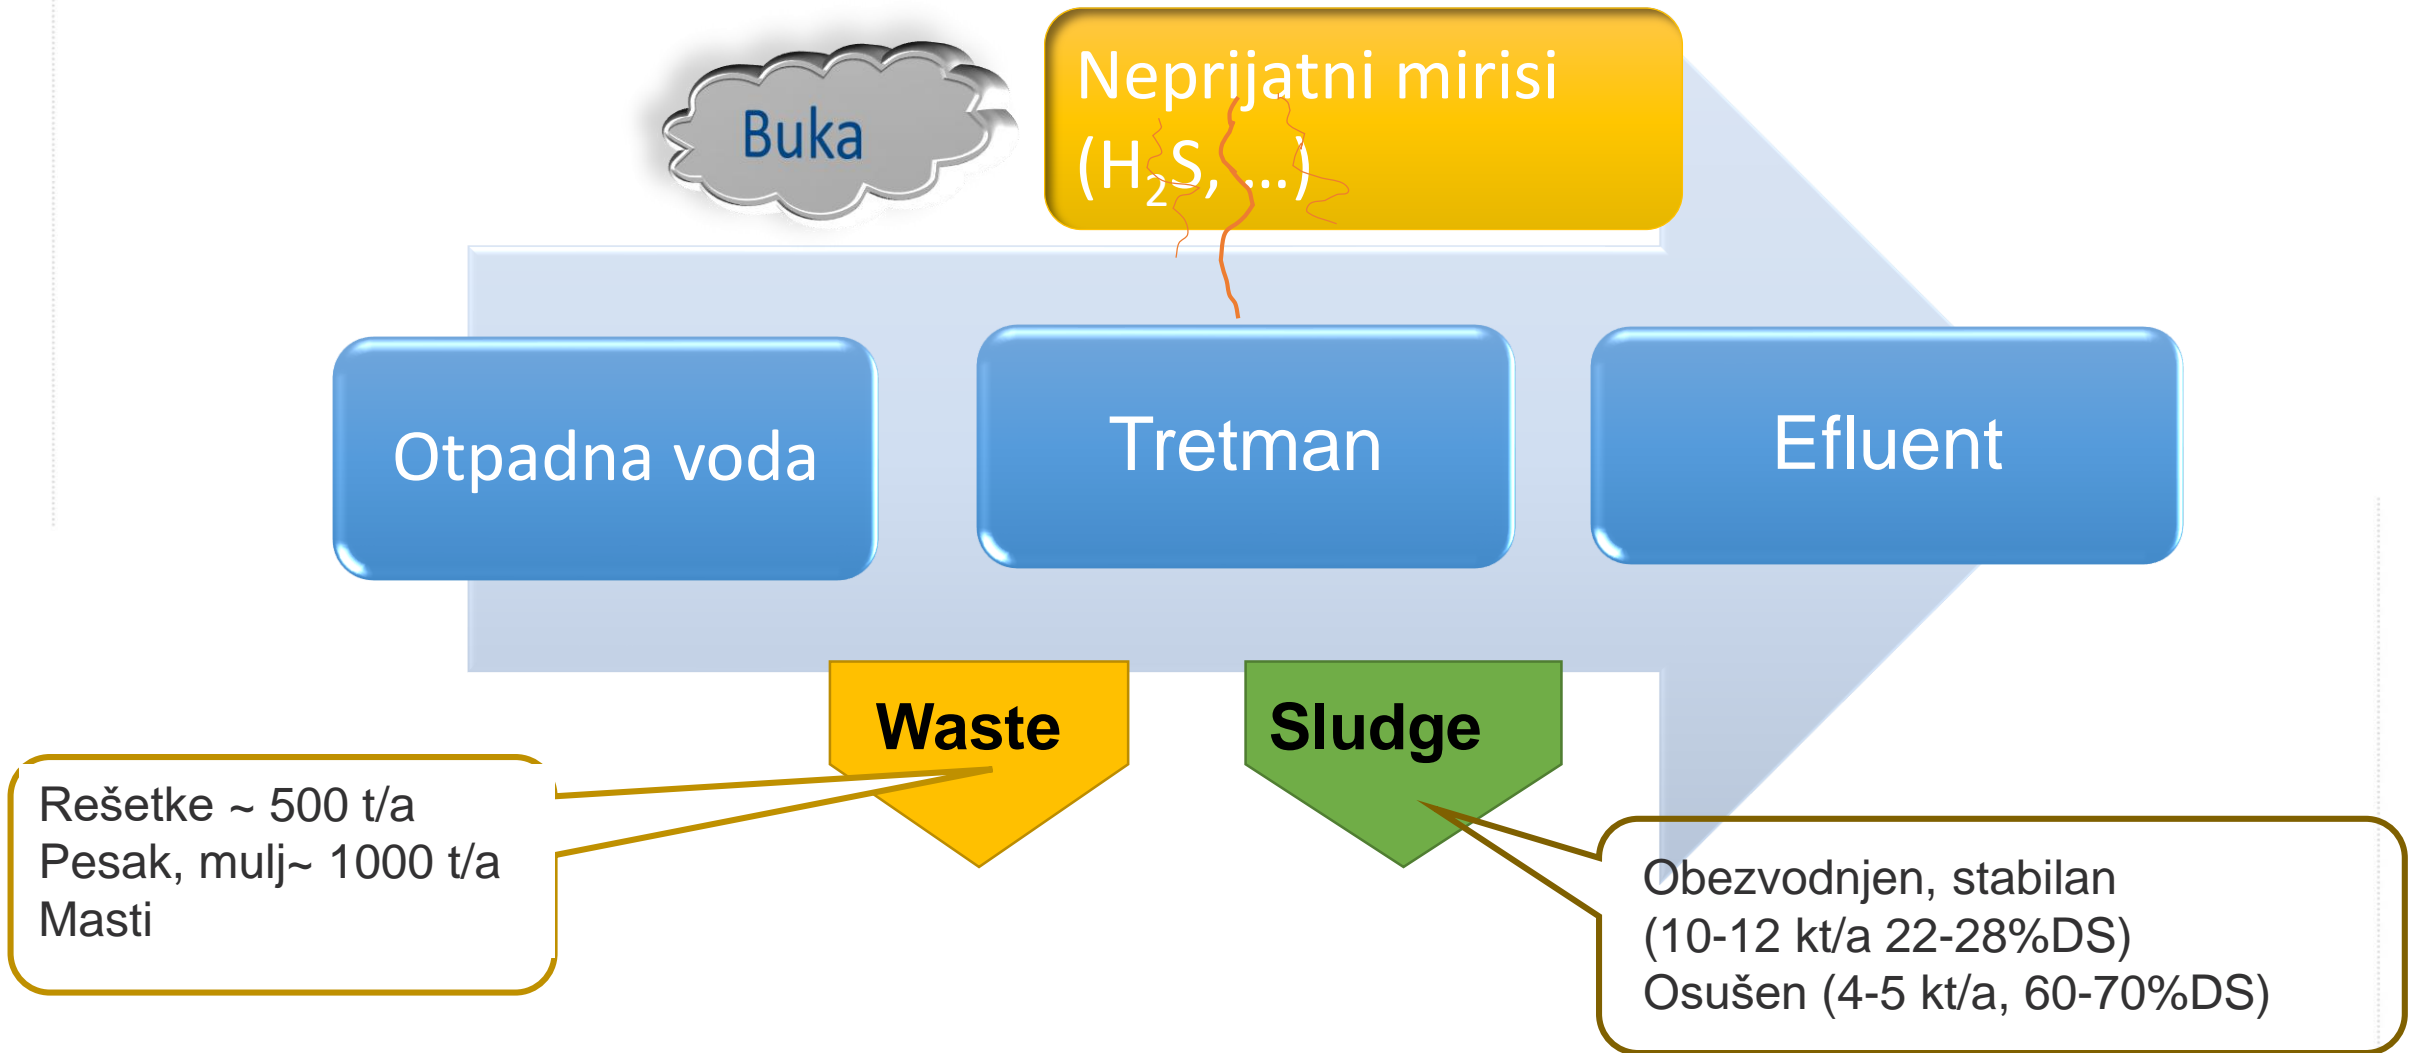 Buka
Neprijatni mirisi
(H₂S, ...)
Otpadna voda
Tretman
Efluent
Waste
Sludge
Rešetke ~ 500 t/a
Pesak, mulj~ 1000 t/a
Masti
Obezvodnjen, stabilan
(10-12 kt/a 22-28%DS)
Osušen (4-5 kt/a, 60-70%DS)